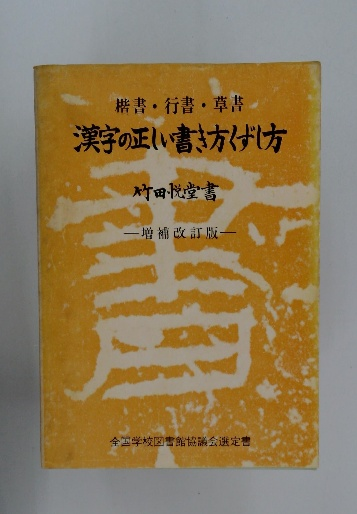 楷書・行書・草書
漢字の正しい書き方くずし方
竹田悦堂書
―増補改訂版―
全国学校図書館協議会選定書